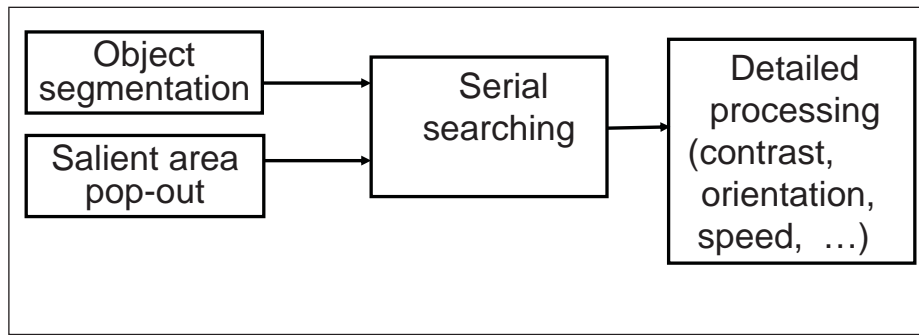 Object
segmentation
Salient area
pop-out
Serial
searching
Detailed
processing
(contrast,
orientation,
speed, …)